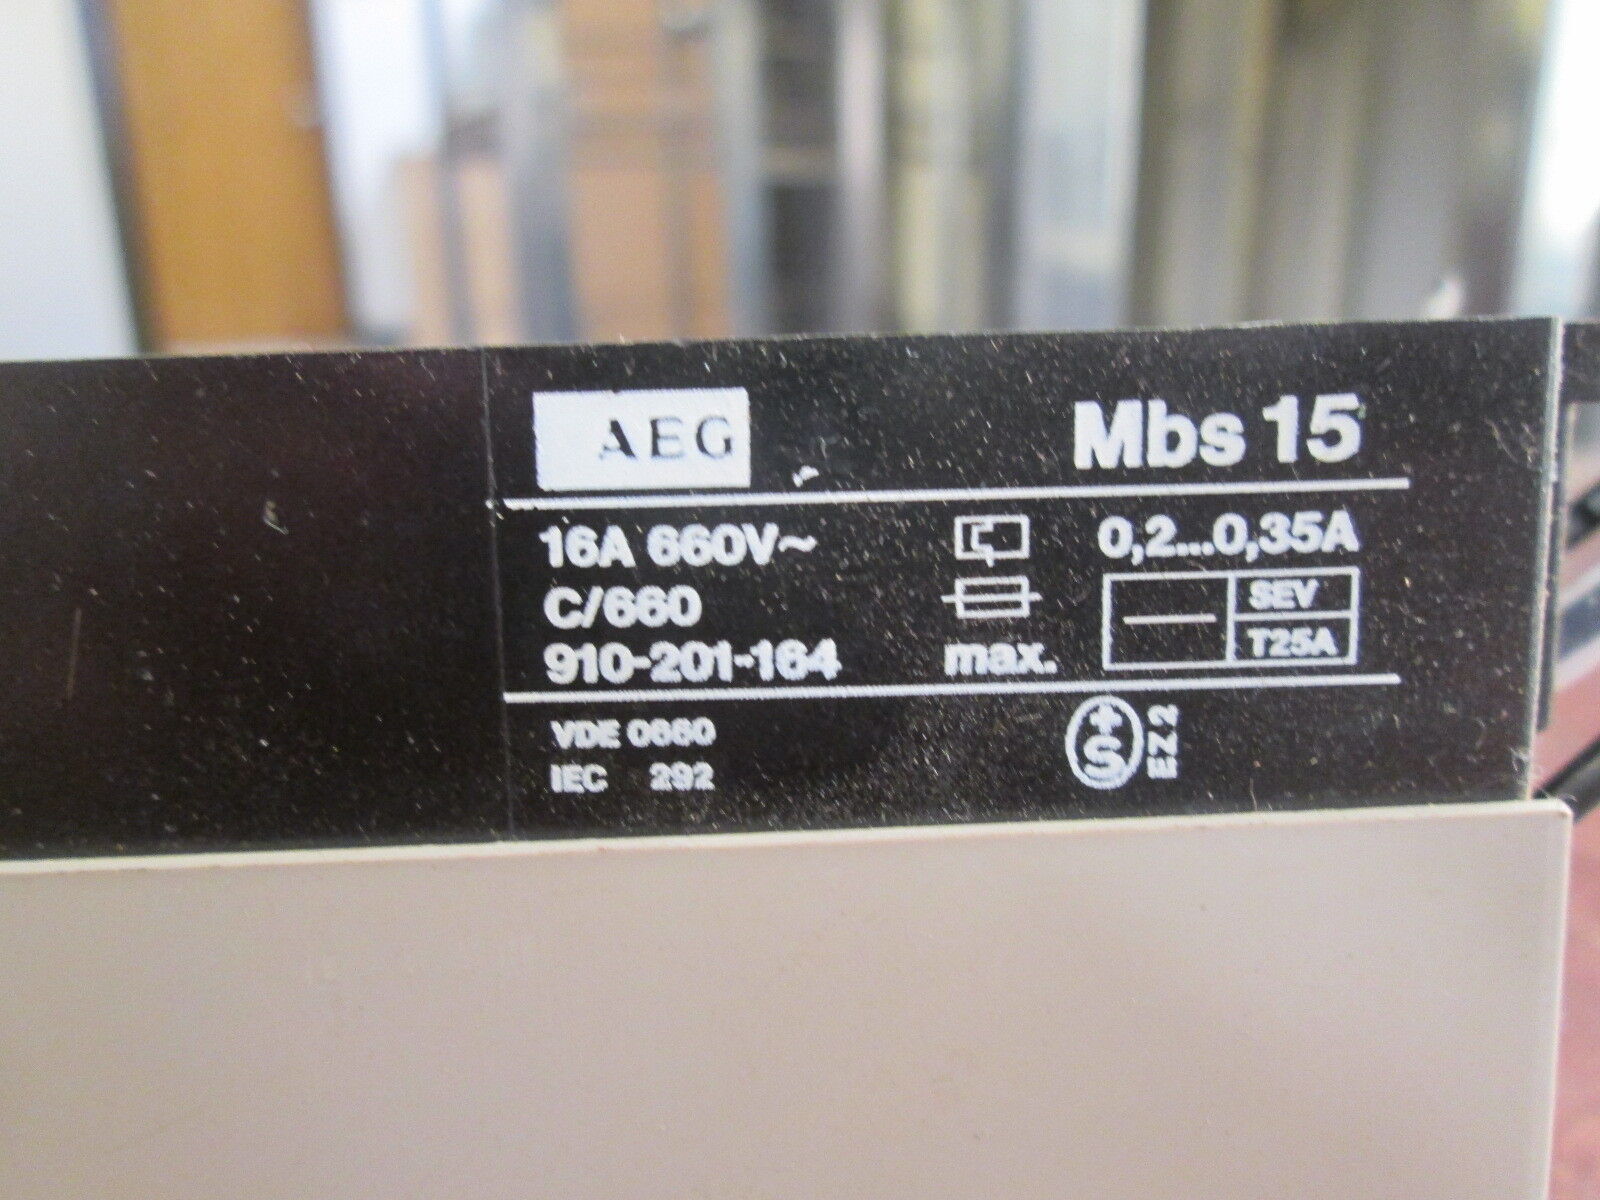 AEG Mbs 15
16A 660V~ 0,2...0,35A
C/660 SEV
910-201-164 max. T25A
VDE 0660
IEC 292
+S EZ2